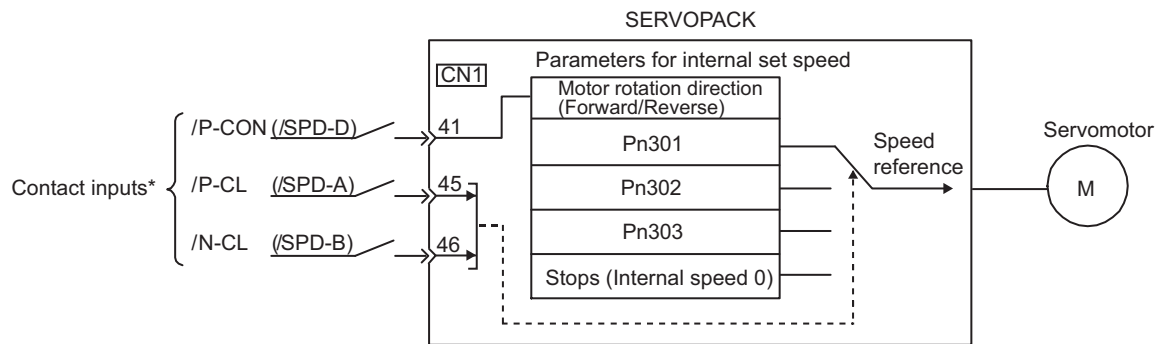 SERVOPACK
CN1
Parameters for internal set speed
Motor rotation direction
(Forward/Reverse)
/P-CON (/SPD-D)
41
Pn301
Speed
reference
Servomotor
Contact inputs*
/P-CL (/SPD-A)
45
Pn302
M
/N-CL (/SPD-B)
46
Pn303
Stops (Internal speed 0)